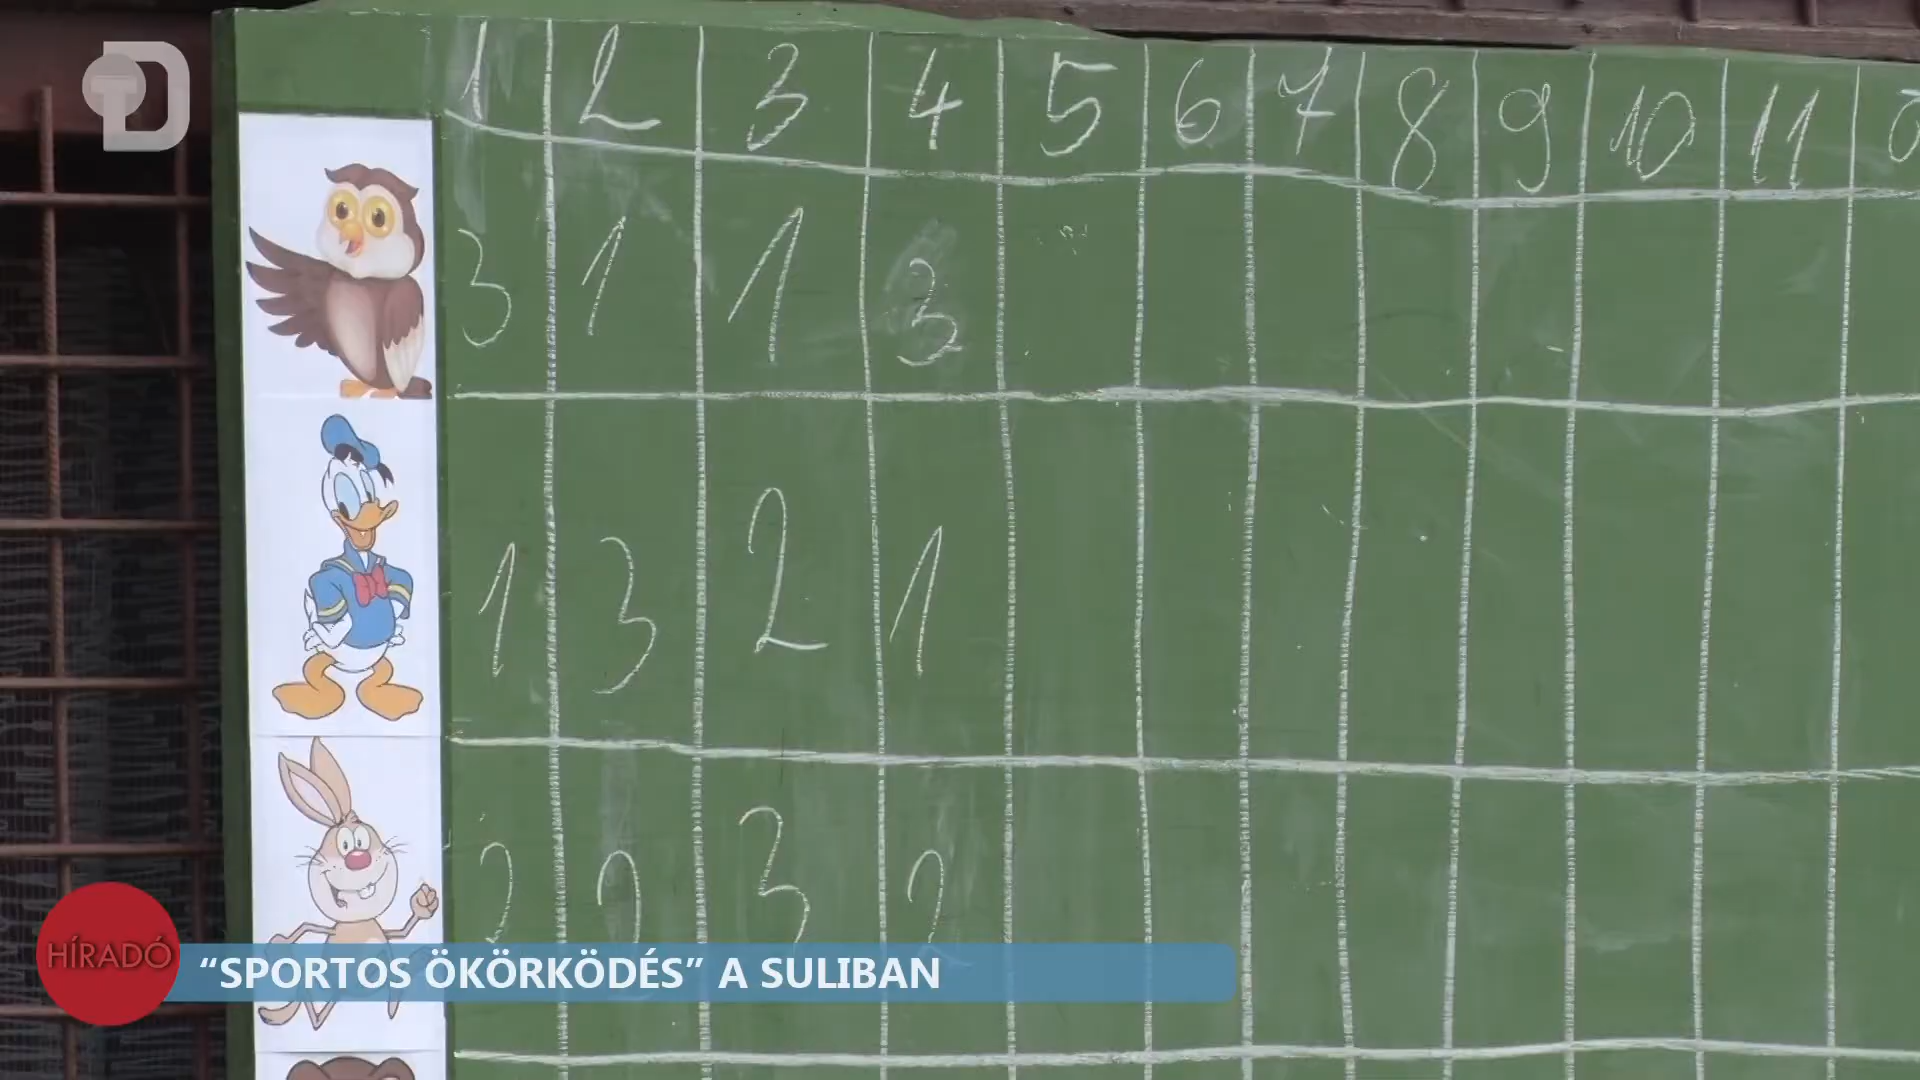 TD
1 2 3 4 5 6 7 8 9 10 11
3 1 1 3
1 3 2 1
2 2 3 2
HÍRADÓ
“SPORTOS ÖKÖRKÖDÉS” A SULIBAN